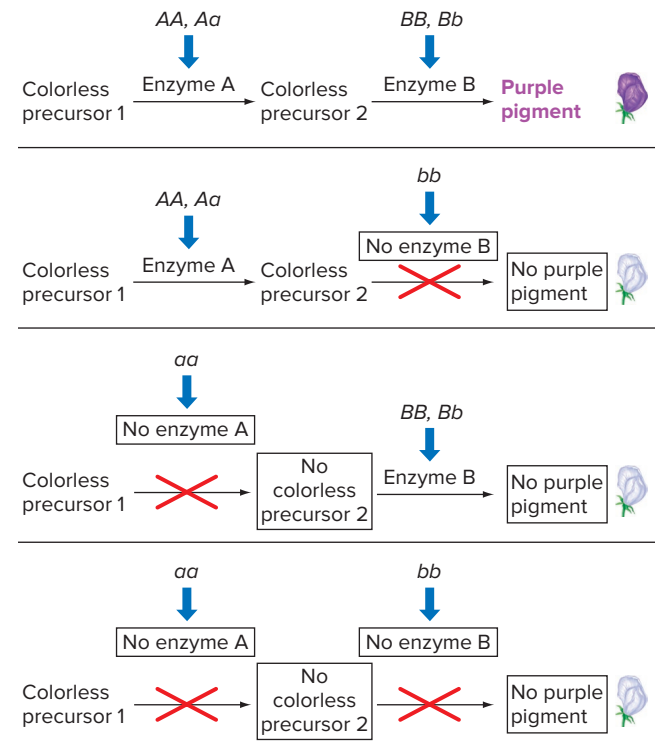 AA, Aa
BB, Bb
Colorless
precursor 1
Enzyme A
Colorless
precursor 2
Enzyme B
Purple
pigment
AA, Aa
bb
Colorless
precursor 1
Enzyme A
Colorless
precursor 2
No enzyme B
No purple
pigment
aa
No enzyme A
BB, Bb
Colorless
precursor 1
No
colorless
precursor 2
Enzyme B
No purple
pigment
aa
bb
No enzyme A
No enzyme B
Colorless
precursor 1
No
colorless
precursor 2
No purple
pigment